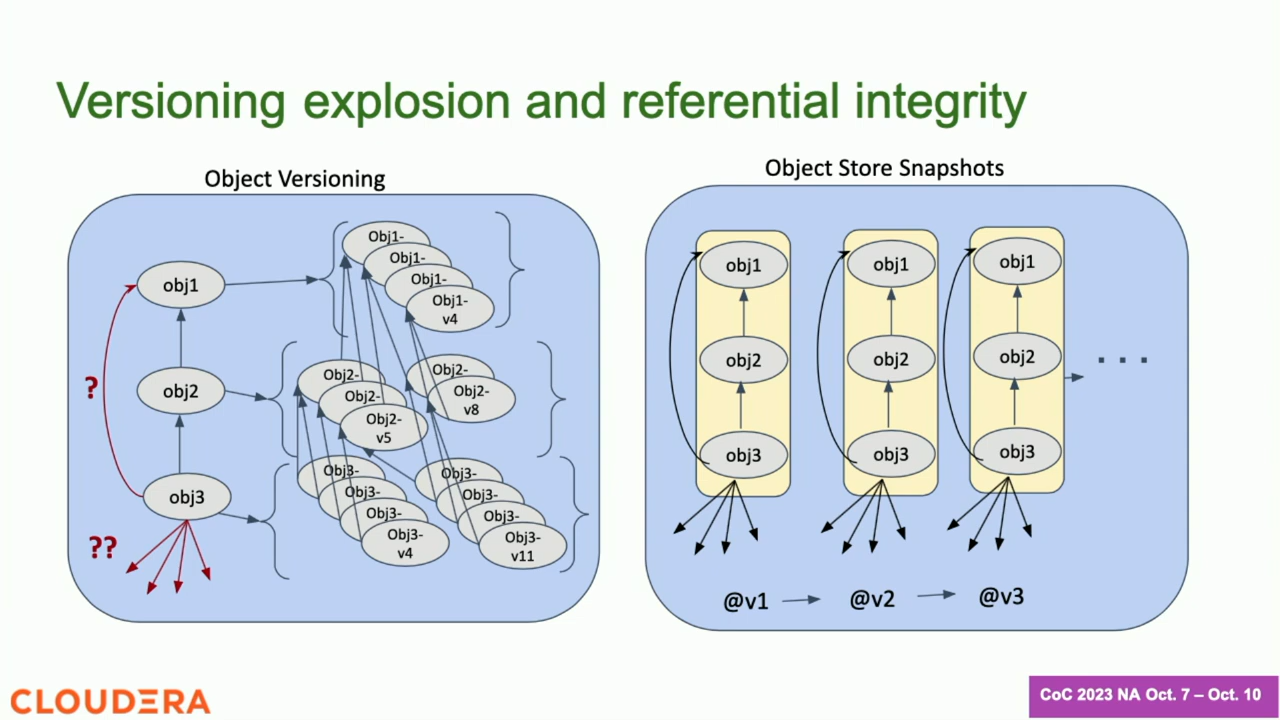 Versioning explosion and referential integrity
Object Versioning
obj1
obj2
obj3
?
??
Obj1-
Obj1-
Obj1-
Obj1-
v4
Obj2-
Obj2-
Obj2-
v5
Obj2-
Obj2-
v8
Obj3-
Obj3-
Obj3-
Obj3-
v4
Obj3-
Obj3-
Obj3-
Obj3-
v11
Object Store Snapshots
obj1
obj2
obj3
obj1
obj2
obj3
obj1
obj2
obj3
. . .
@v1
@v2
@v3
CLOUDERA
CoC 2023 NA Oct. 7 – Oct. 10